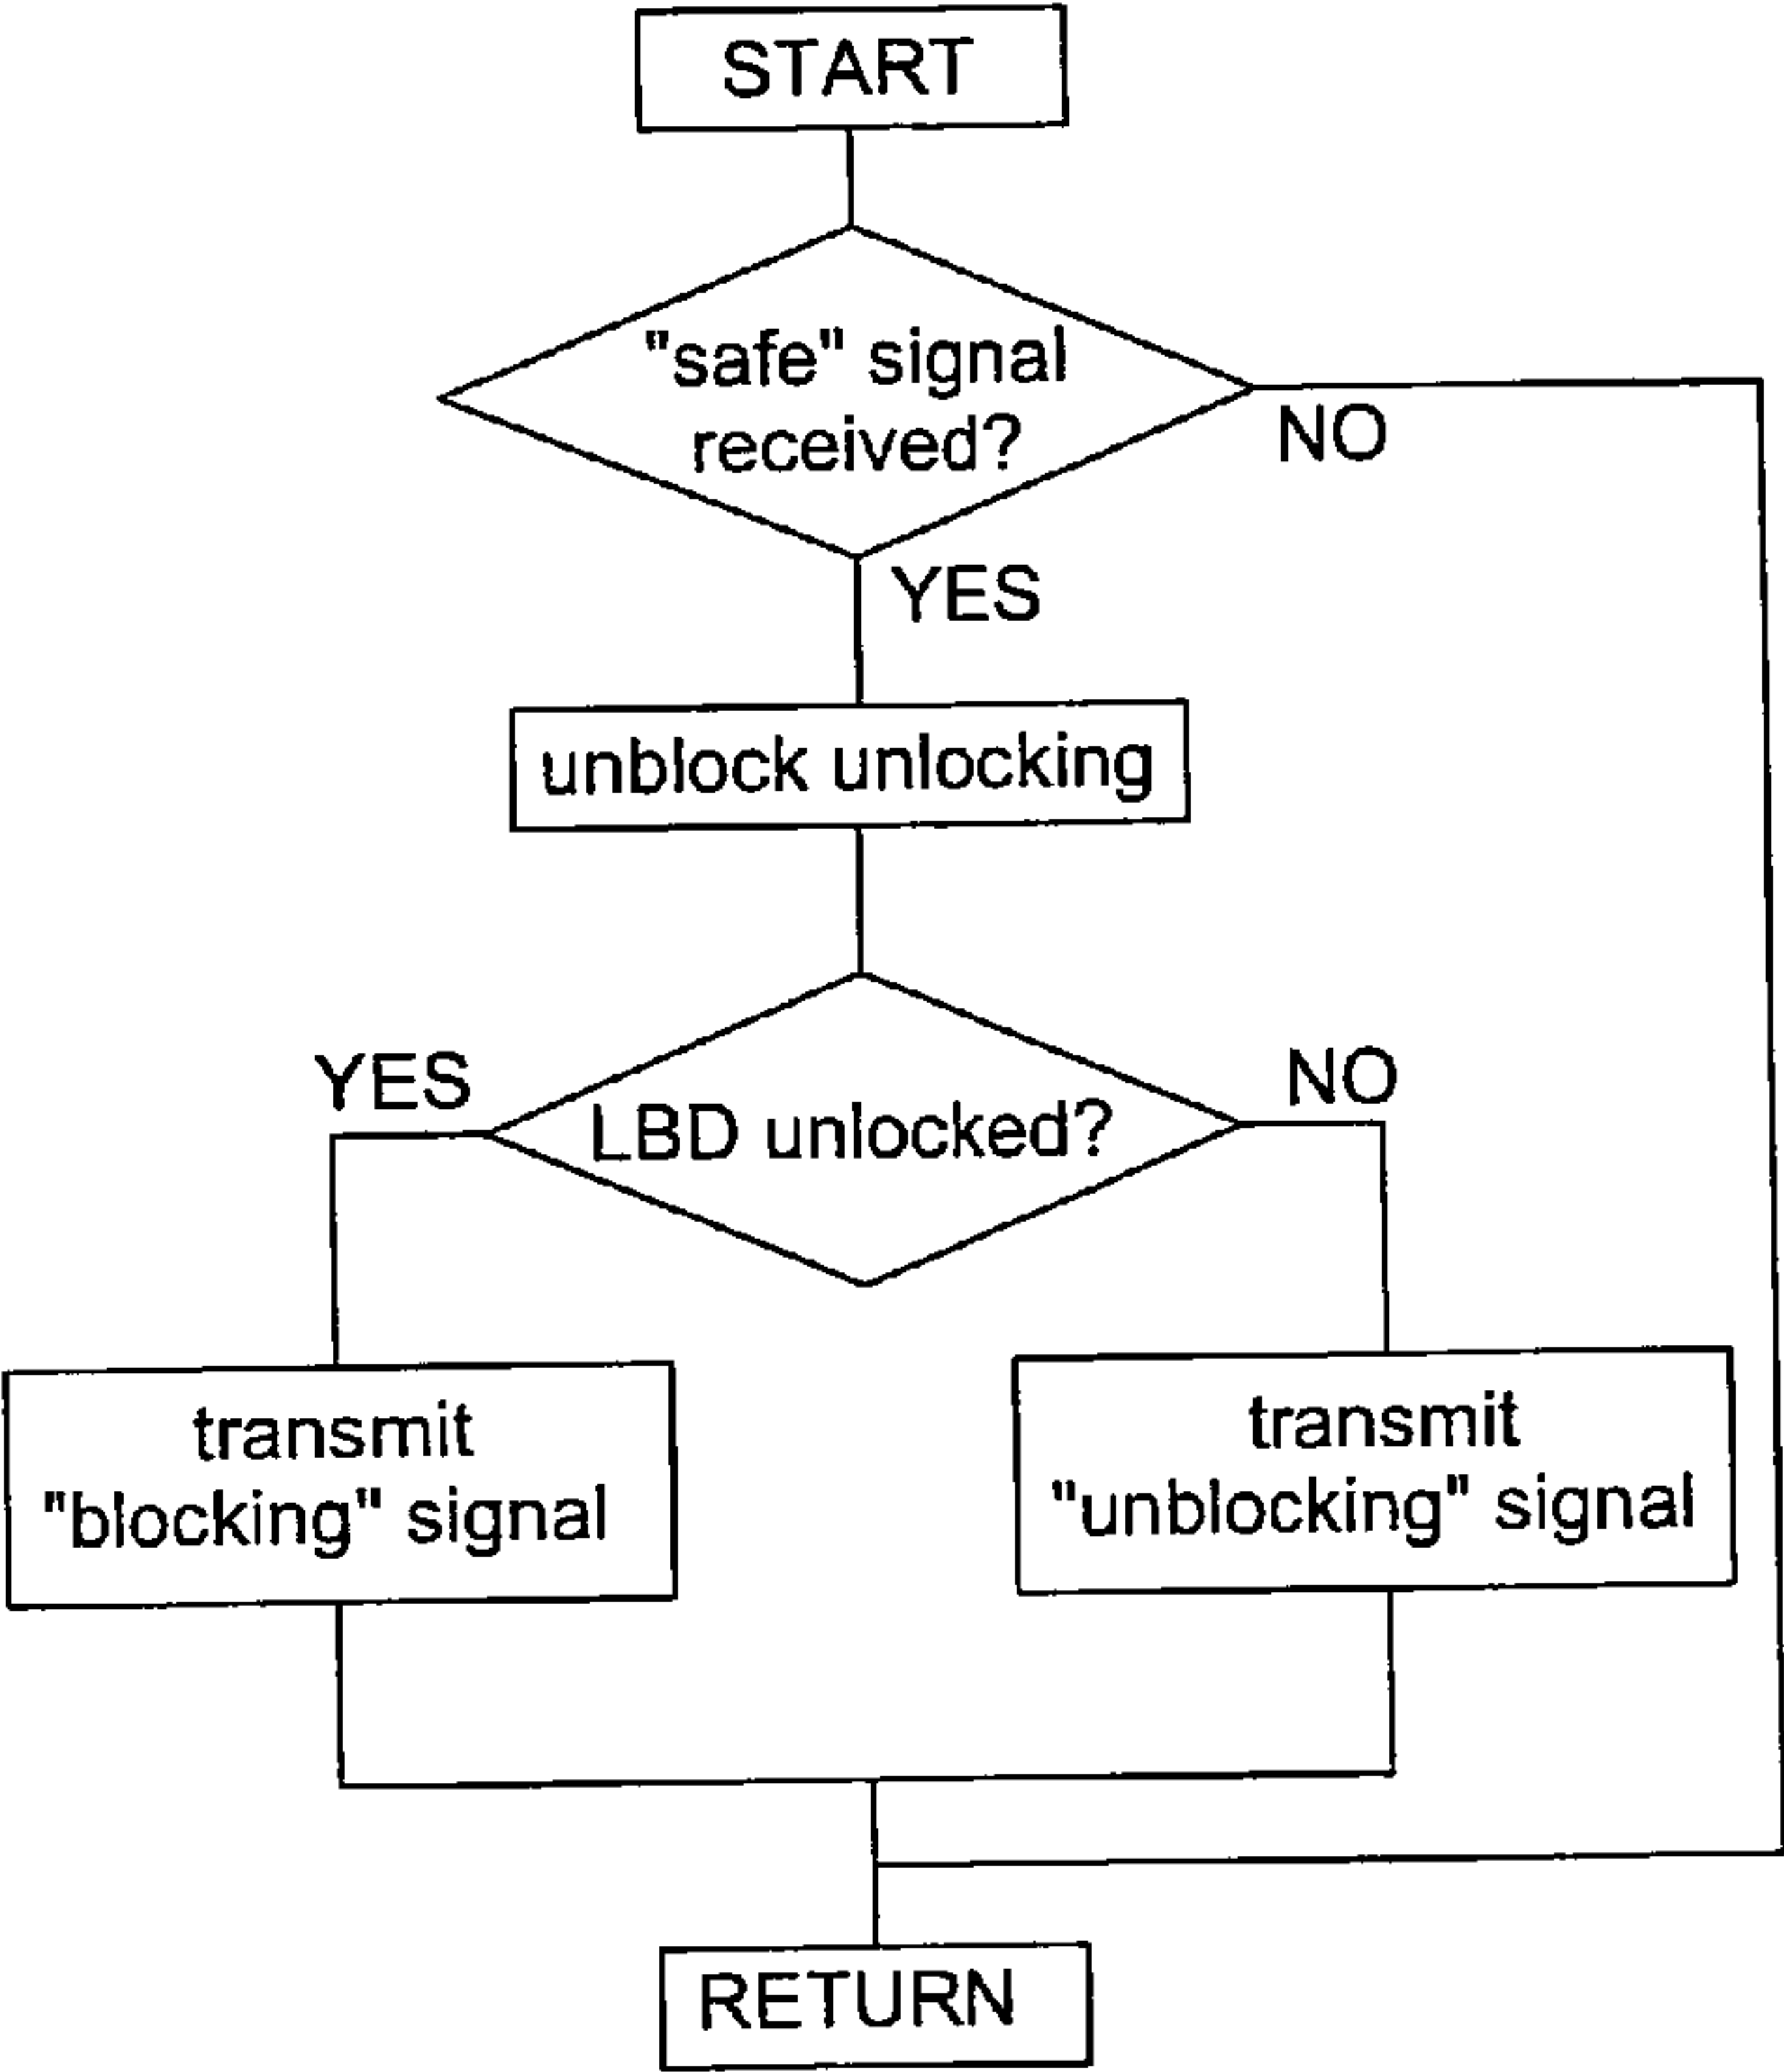 START
"safe" signal
received?
NO
YES
unblock unlocking
YES
NO
LBD unlocked?
transmit
"blocking" signal
transmit
"unblocking" signal
RETURN